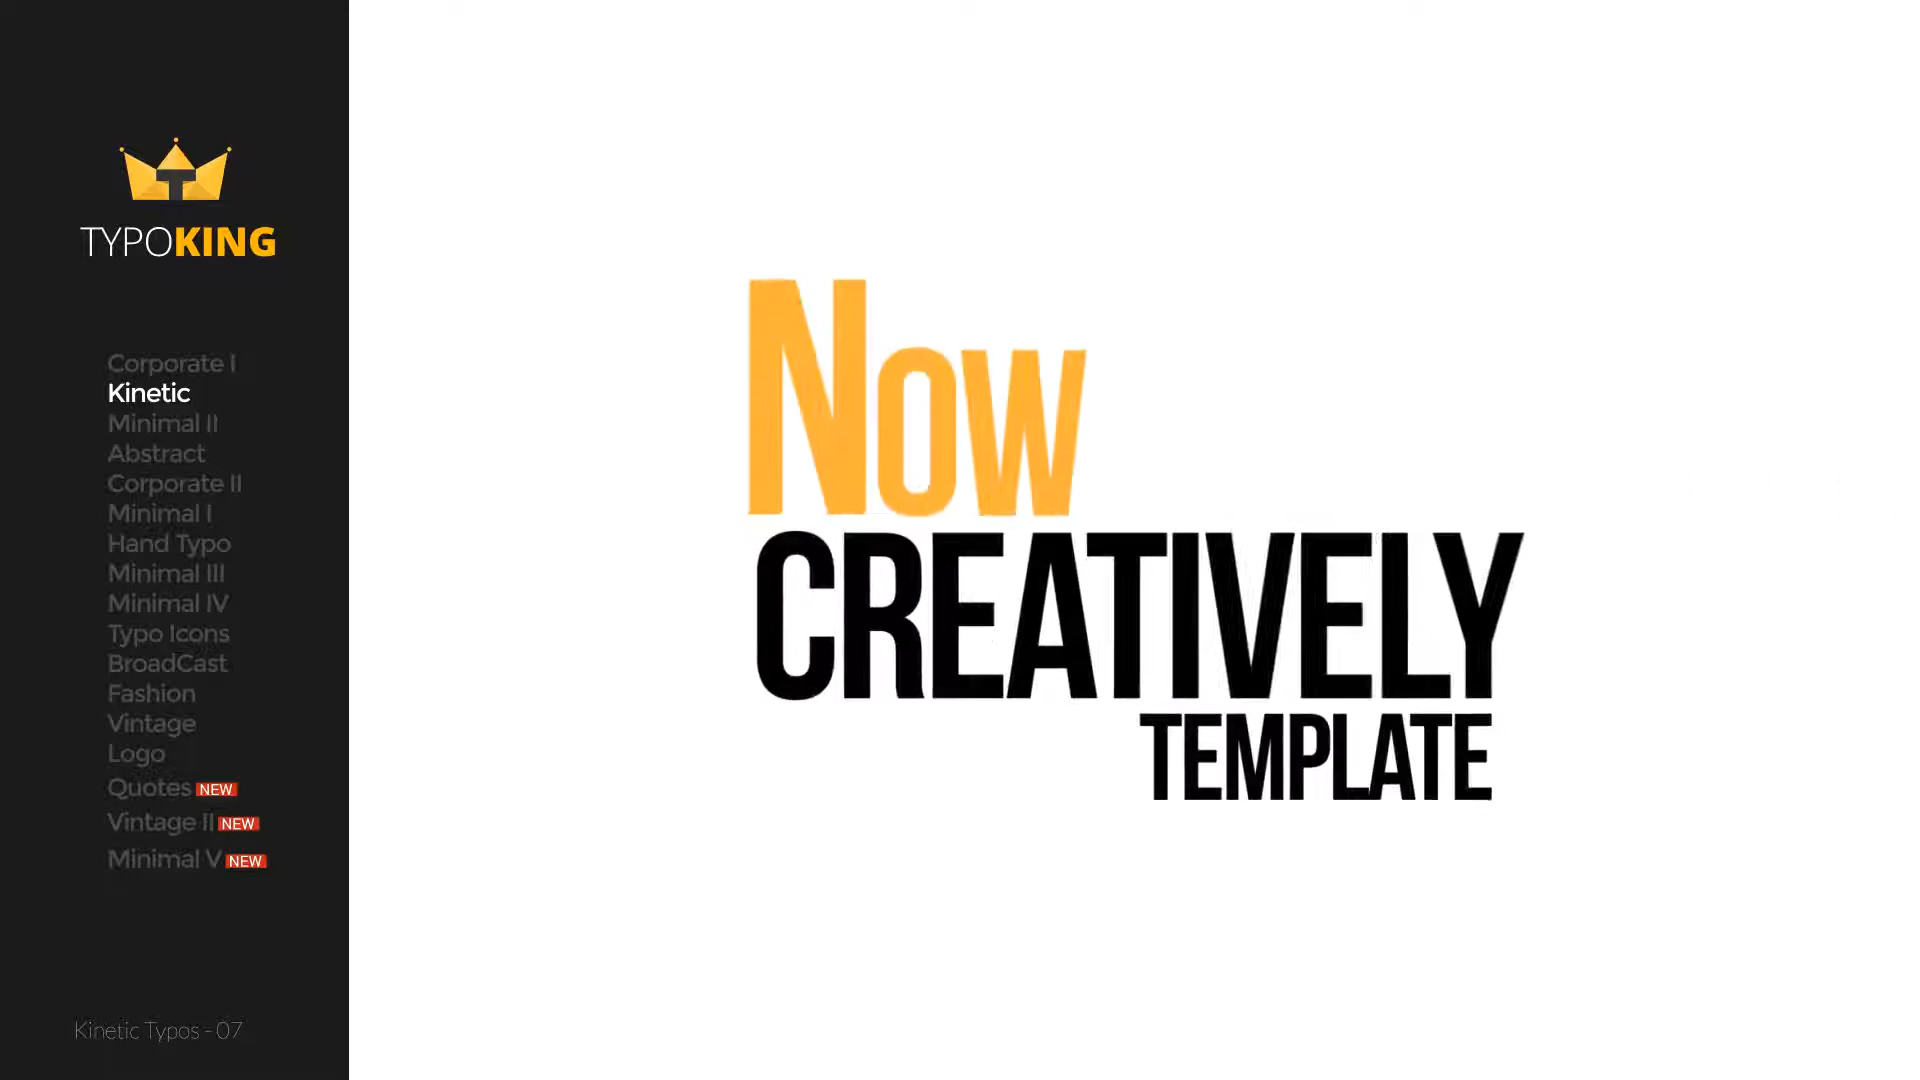 TYPOKING
Corporate I
Kinetic
Minimal II
Abstract
Corporate II
Minimal I
Hand Typo
Minimal III
Minimal IV
Typo Icons
BroadCast
Fashion
Vintage
Logo
Quotes NEW
Vintage II NEW
Minimal V NEW
Kinetic Typos - 07
NOW
CREATIVELY
TEMPLATE